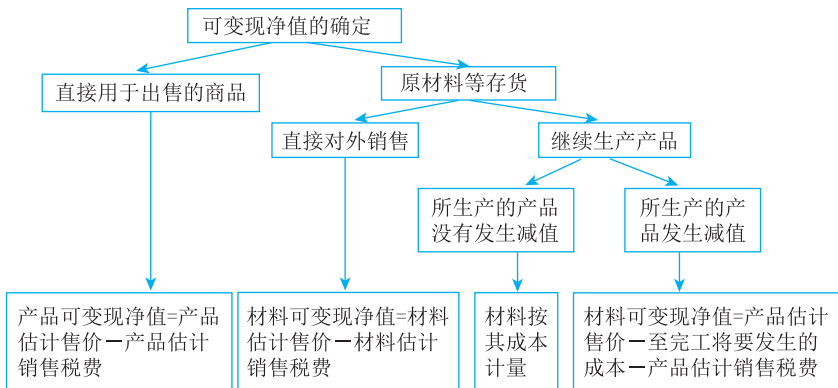 可变现净值的确定
直接用于出售的商品
原材料等存货
直接对外销售
继续生产产品
所生产的产品
没有发生减值
所生产的产
品发生减值
产品可变现净值=产品
估计售价—产品估计
销售税费
材料可变现净值=材料
估计售价—材料估计
销售税费
材料按
其成本
计量
材料可变现净值=产品估计
售价—至完工将要发生的
成本—产品估计销售税费